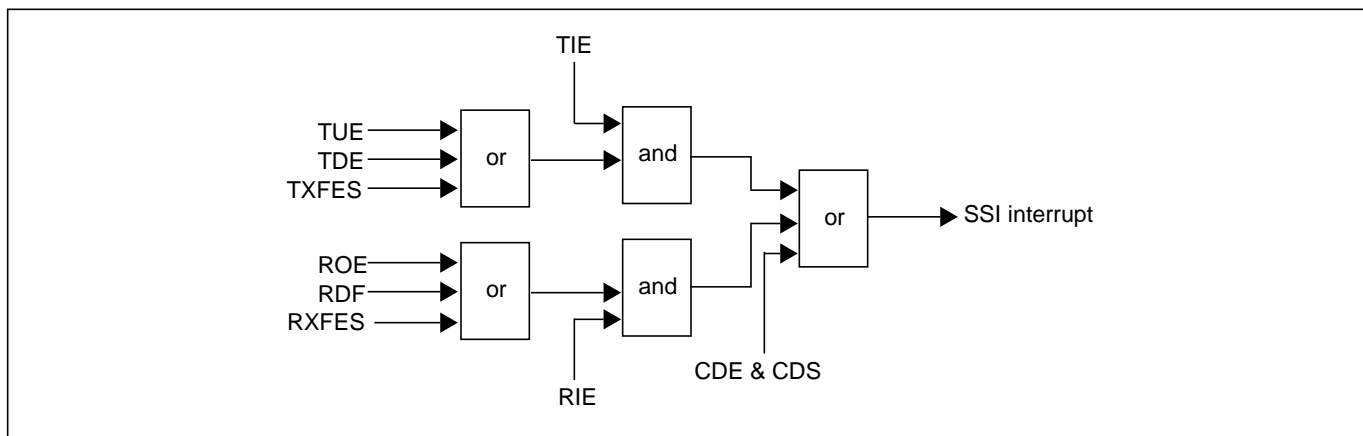 TIE
TUE
TDE
TXFES
or
and
or
SSI interrupt
ROE
RDF
RXFES
or
and
RIE
CDE & CDS